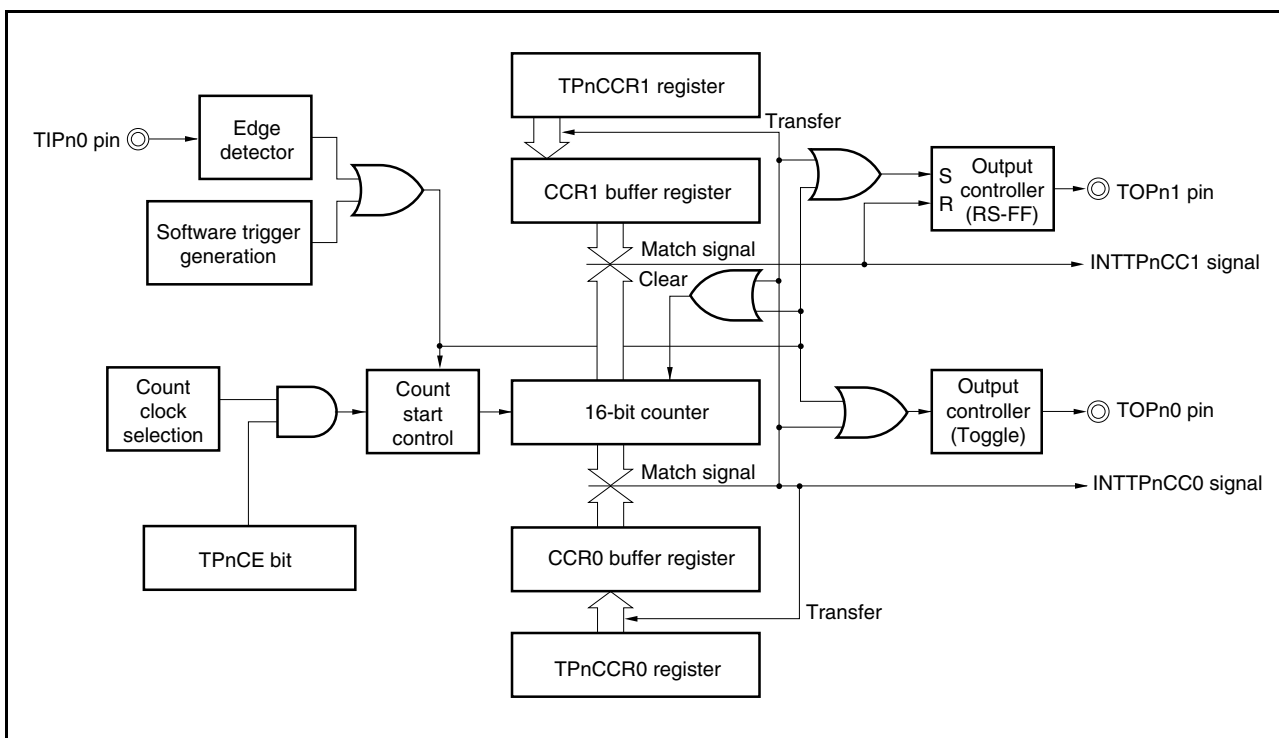 TPnCCR1 register
Transfer
TIPn0 pin
Edge
detector
CCR1 buffer register
S
R
Output
controller
(RS-FF)
TOPn1 pin
Software trigger
generation
Match signal
INTTPnCC1 signal
Clear
Count
clock
selection
Count
start
control
16-bit counter
Output
controller
(Toggle)
TOPn0 pin
Match signal
INTTPnCC0 signal
TPnCE bit
CCR0 buffer register
Transfer
TPnCCR0 register